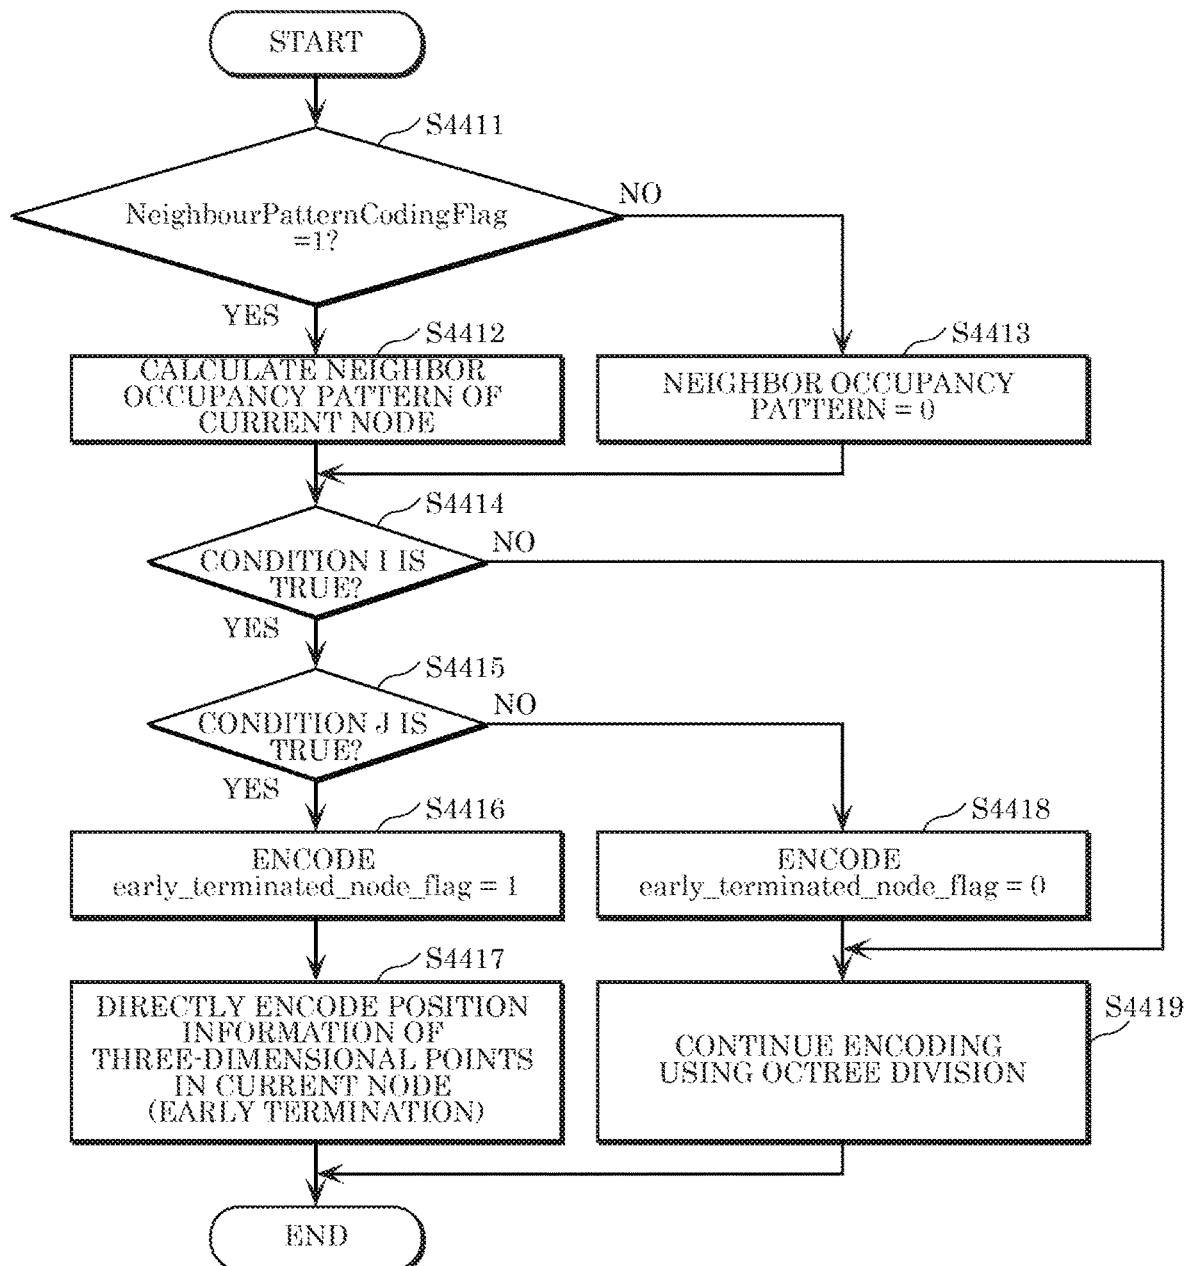 START
S4411
NeighbourPatternCodingFlag
=1?
NO
YES
S4412
CALCULATE NEIGHBOR
OCCUPANCY PATTERN OF
CURRENT NODE
S4413
NEIGHBOR OCCUPANCY
PATTERN = 0
S4414
CONDITION I IS
TRUE?
NO
YES
S4415
CONDITION J IS
TRUE?
NO
YES
S4416
ENCODE
early_terminated_node_flag = 1
S4418
ENCODE
early_terminated_node_flag = 0
S4417
DIRECTLY ENCODE POSITION
INFORMATION OF
THREE-DIMENSIONAL POINTS
IN CURRENT NODE
(EARLY TERMINATION)
S4419
CONTINUE ENCODING
USING OCTREE DIVISION
END